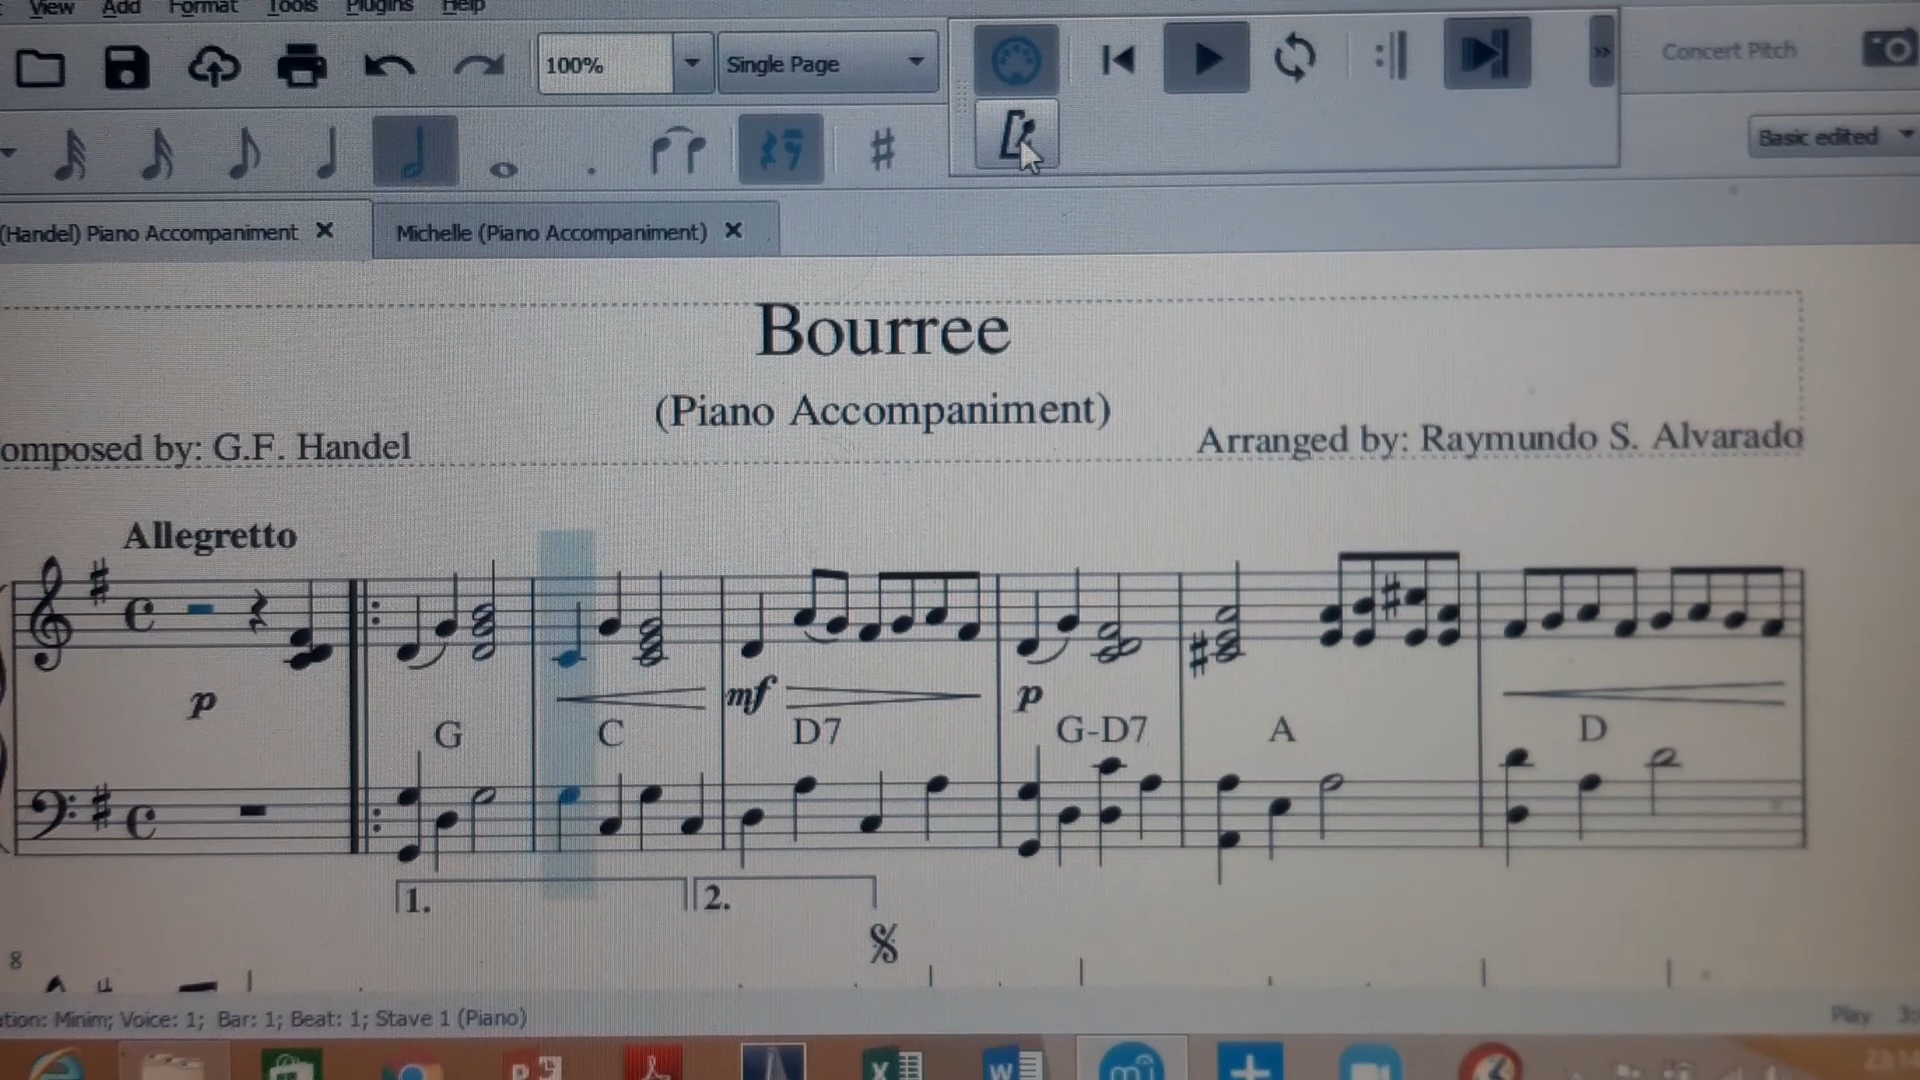 View Add Format Tools Plugins Help
100% Single Page Concert Pitch
Basic edited
(Handel) Piano Accompaniment X Michelle (Piano Accompaniment) X
Bourree
(Piano Accompaniment)
omposed by: G.F. Handel Arranged by: Raymundo S. Alvarado
Allegretto
p mf p
G C D7 G-D7 A D
1. 2.
8
tion: Minim; Voice: 1; Bar: 1; Beat: 1; Stave 1 (Piano) Play 3: